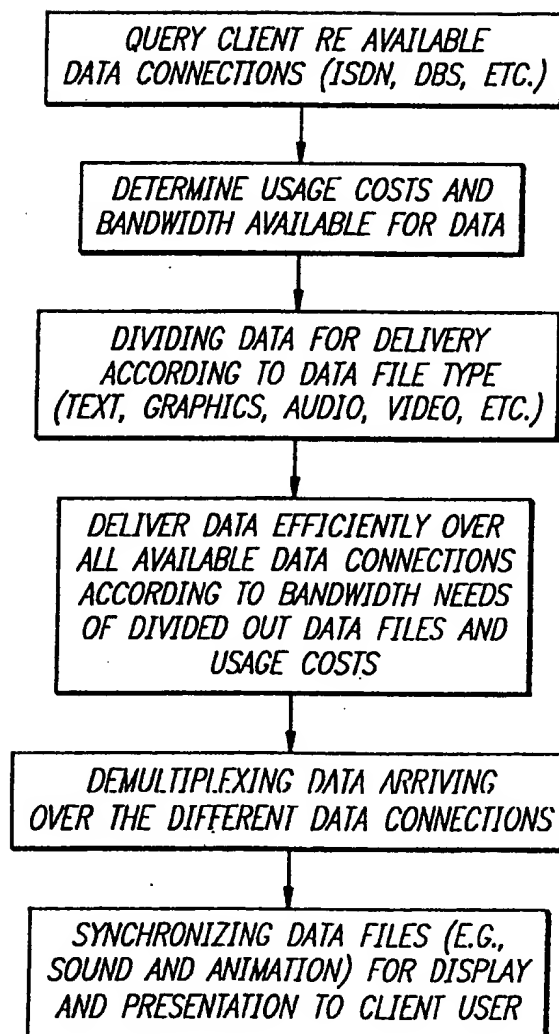 QUERY CLIENT RE AVAILABLE
DATA CONNECTIONS (ISDN, DBS, ETC.)
DETERMINE USAGE COSTS AND
BANDWIDTH AVAILABLE FOR DATA
DIVIDING DATA FOR DELIVERY
ACCORDING TO DATA FILE TYPE
(TEXT, GRAPHICS, AUDIO, VIDEO, ETC.)
DELIVER DATA EFFICIENTLY OVER
ALL AVAILABLE DATA CONNECTIONS
ACCORDING TO BANDWIDTH NEEDS
OF DIVIDED OUT DATA FILES AND
USAGE COSTS
DEMULTIPLEXING DATA ARRIVING
OVER THE DIFFERENT DATA CONNECTIONS
SYNCHRONIZING DATA FILES (E.G.,
SOUND AND ANIMATION) FOR DISPLAY
AND PRESENTATION TO CLIENT USER